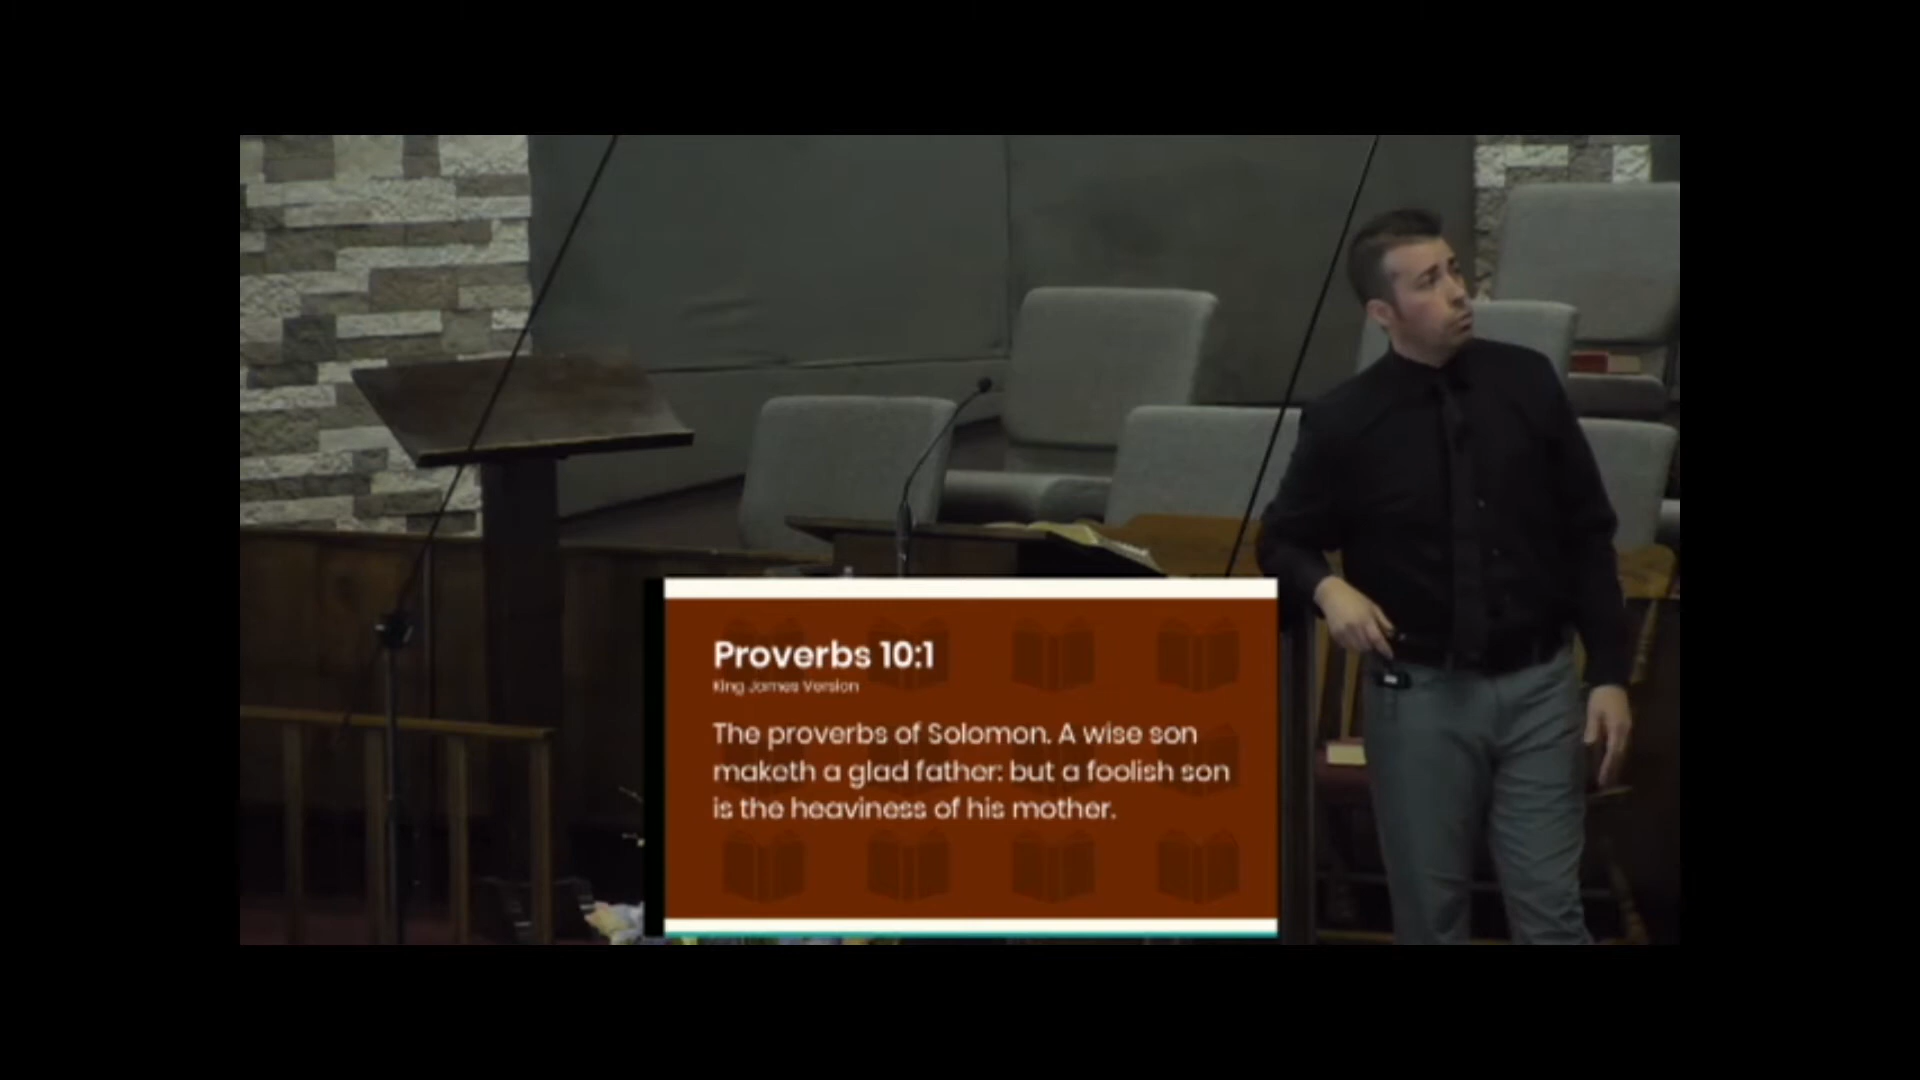 Proverbs 10:1
King James Version
The proverbs of Solomon. A wise son
maketh a glad father: but a foolish son
is the heaviness of his mother.